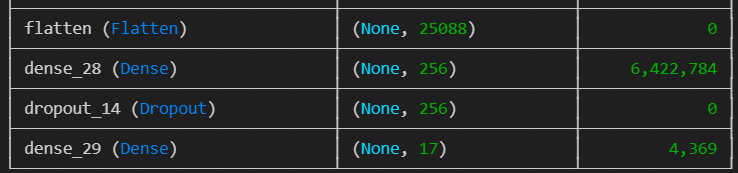 flatten (Flatten) (None, 25088) 0
dense_28 (Dense) (None, 256) 6,422,784
dropout_14 (Dropout) (None, 256) 0
dense_29 (Dense) (None, 17) 4,369